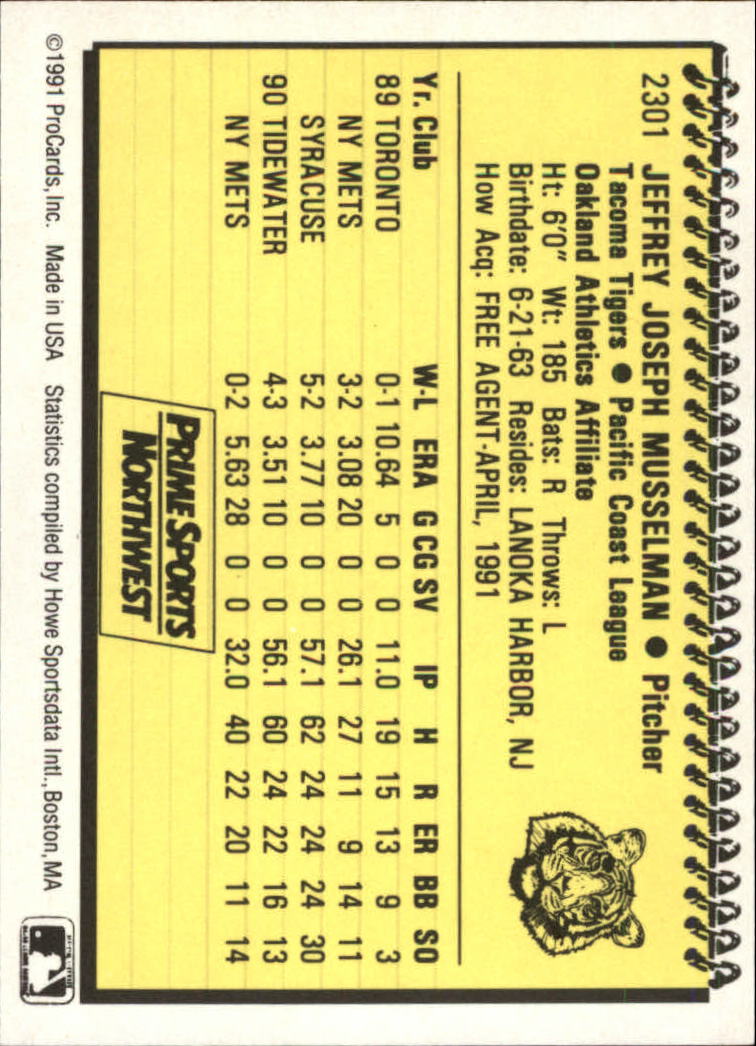 2301 JEFFREY JOSEPH MUSSELMAN ● Pitcher
Tacoma Tigers ● Pacific Coast League
Oakland Athletics Affiliate
Ht: 6'0" Wt: 185 Bats: R Throws: L
Birthdate: 6-21-63 Resides: LANOKA HARBOR, NJ
How Acq: FREE AGENT-APRIL, 1991
Yr. Club W-L ERA G CG SV IP H R ER BB SO
89 TORONTO 0-1 10.64 5 0 0 11.0 19 15 13 9 3
NY METS 3-2 3.08 20 0 0 26.1 27 11 9 14 11
SYRACUSE 5-2 3.77 10 0 0 57.1 62 24 24 24 30
90 TIDEWATER 4-3 3.51 10 0 0 56.1 60 24 22 16 13
NY METS 0-2 5.63 28 0 0 32.0 40 22 20 11 14
PRIME SPORTS
NORTHWEST
©1991 ProCards, Inc. Made in USA Statistics compiled by Howe Sportsdata Intl., Boston, MA